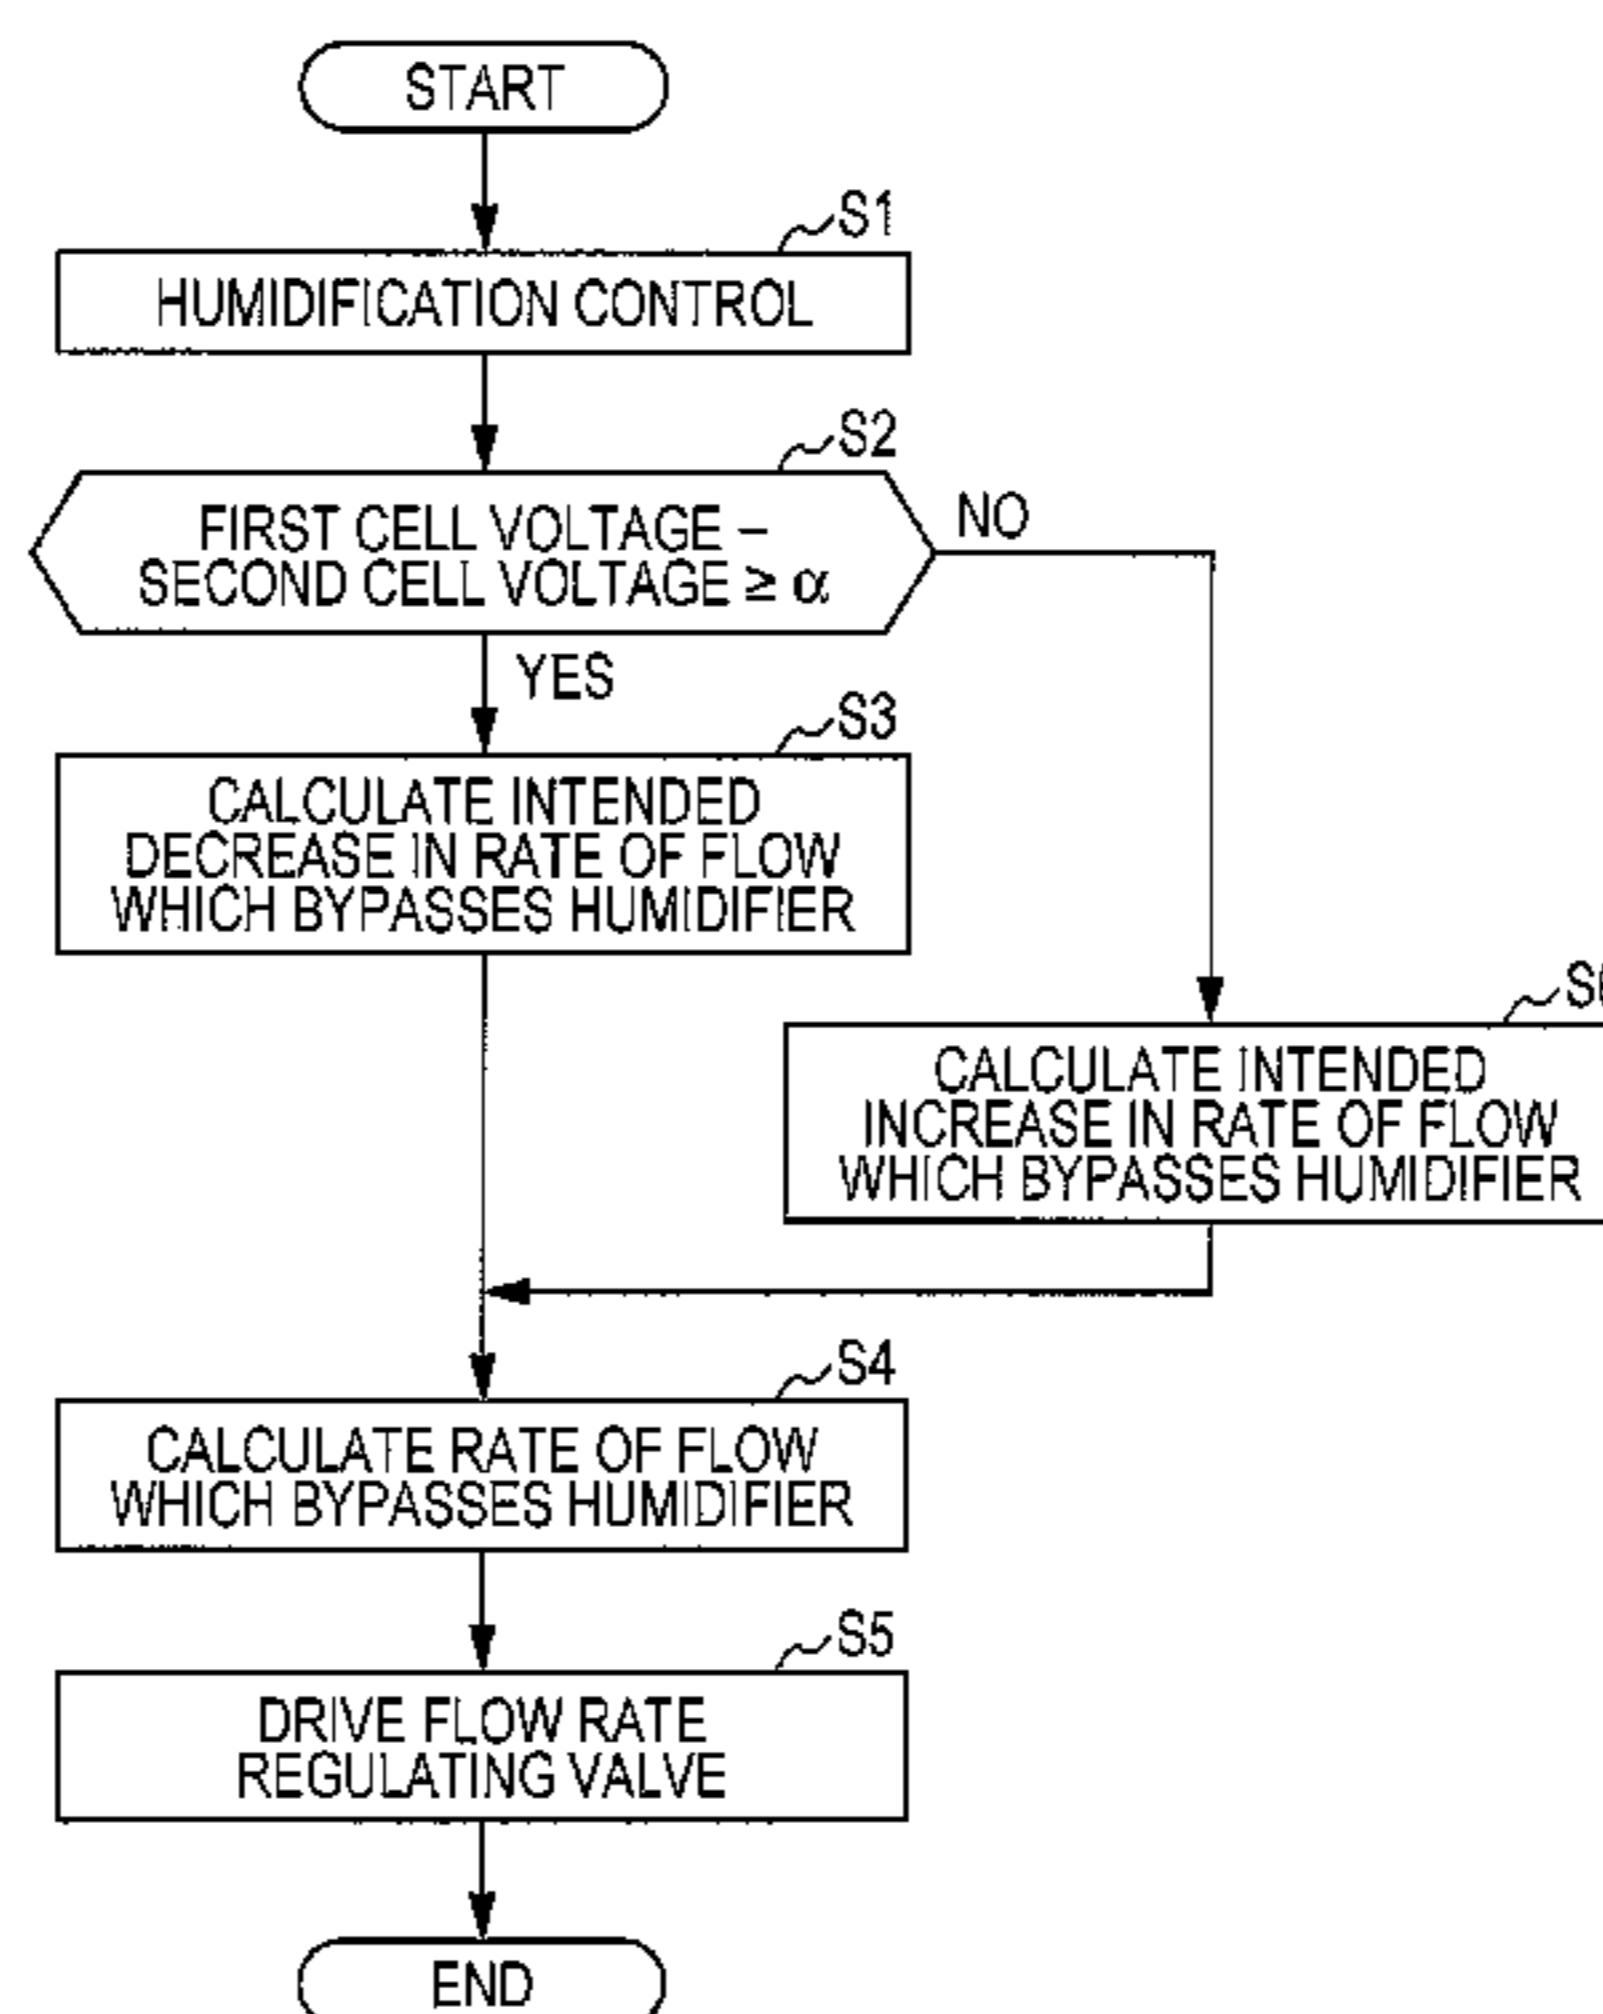 START
S1
HUMIDIFICATION CONTROL
S2
FIRST CELL VOLTAGE –
SECOND CELL VOLTAGE ≥ α
NO
YES
S3
CALCULATE INTENDED
DECREASE IN RATE OF FLOW
WHICH BYPASSES HUMIDIFIER
CALCULATE INTENDED
INCREASE IN RATE OF FLOW
WHICH BYPASSES HUMIDIFIER
S4
CALCULATE RATE OF FLOW
WHICH BYPASSES HUMIDIFIER
S5
DRIVE FLOW RATE
REGULATING VALVE
END